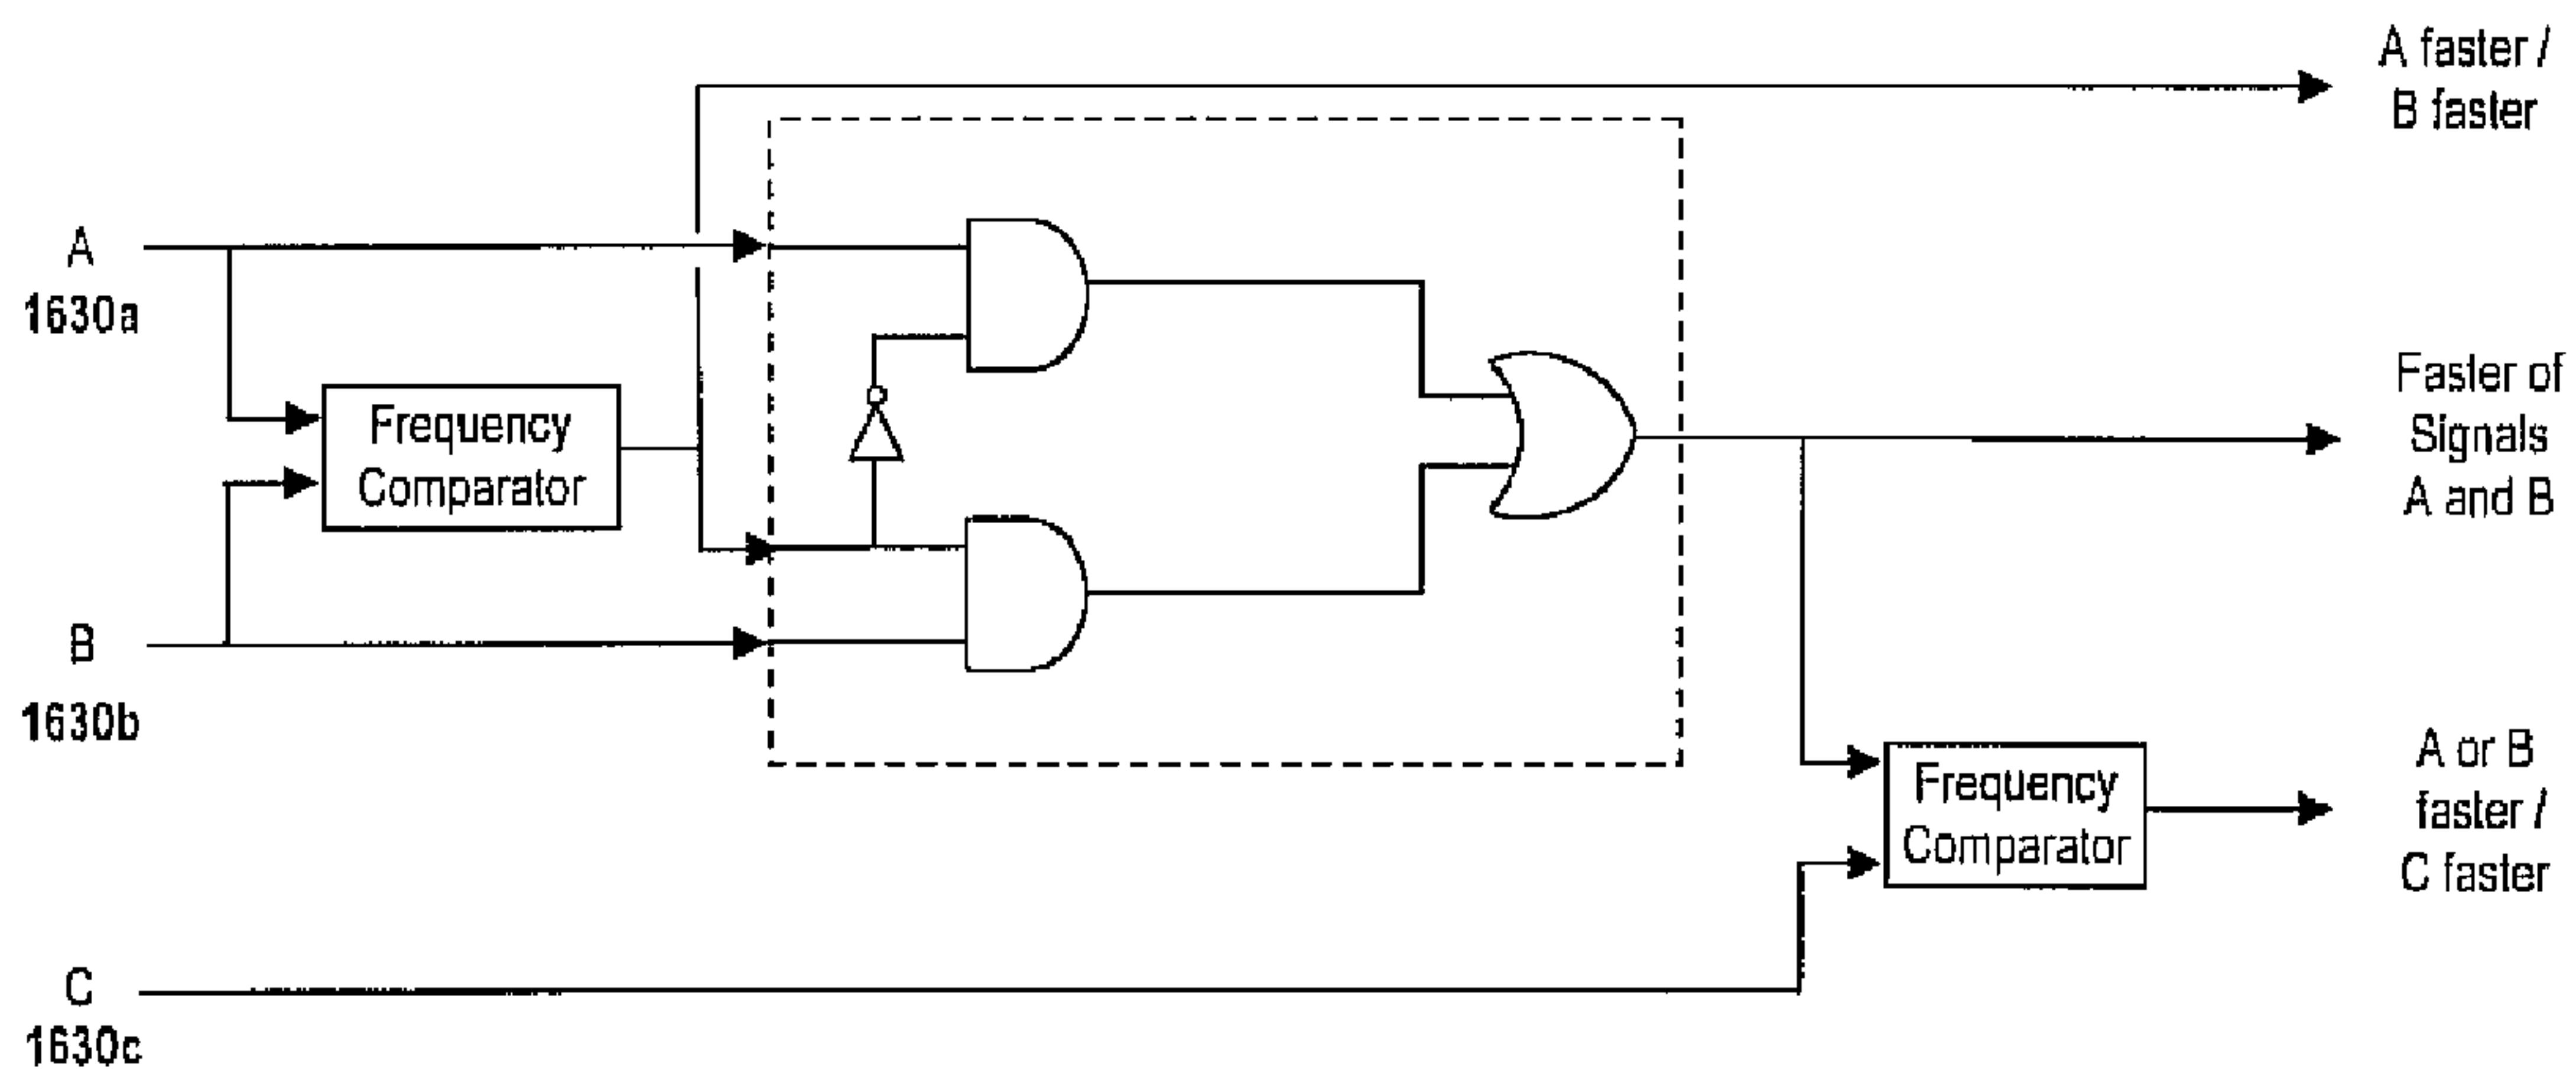 A faster /
B faster
A
1630a
Frequency
Comparator
Faster of
Signals
A and B
B
1630b
A or B
faster /
C faster
Frequency
Comparator
C
1630c